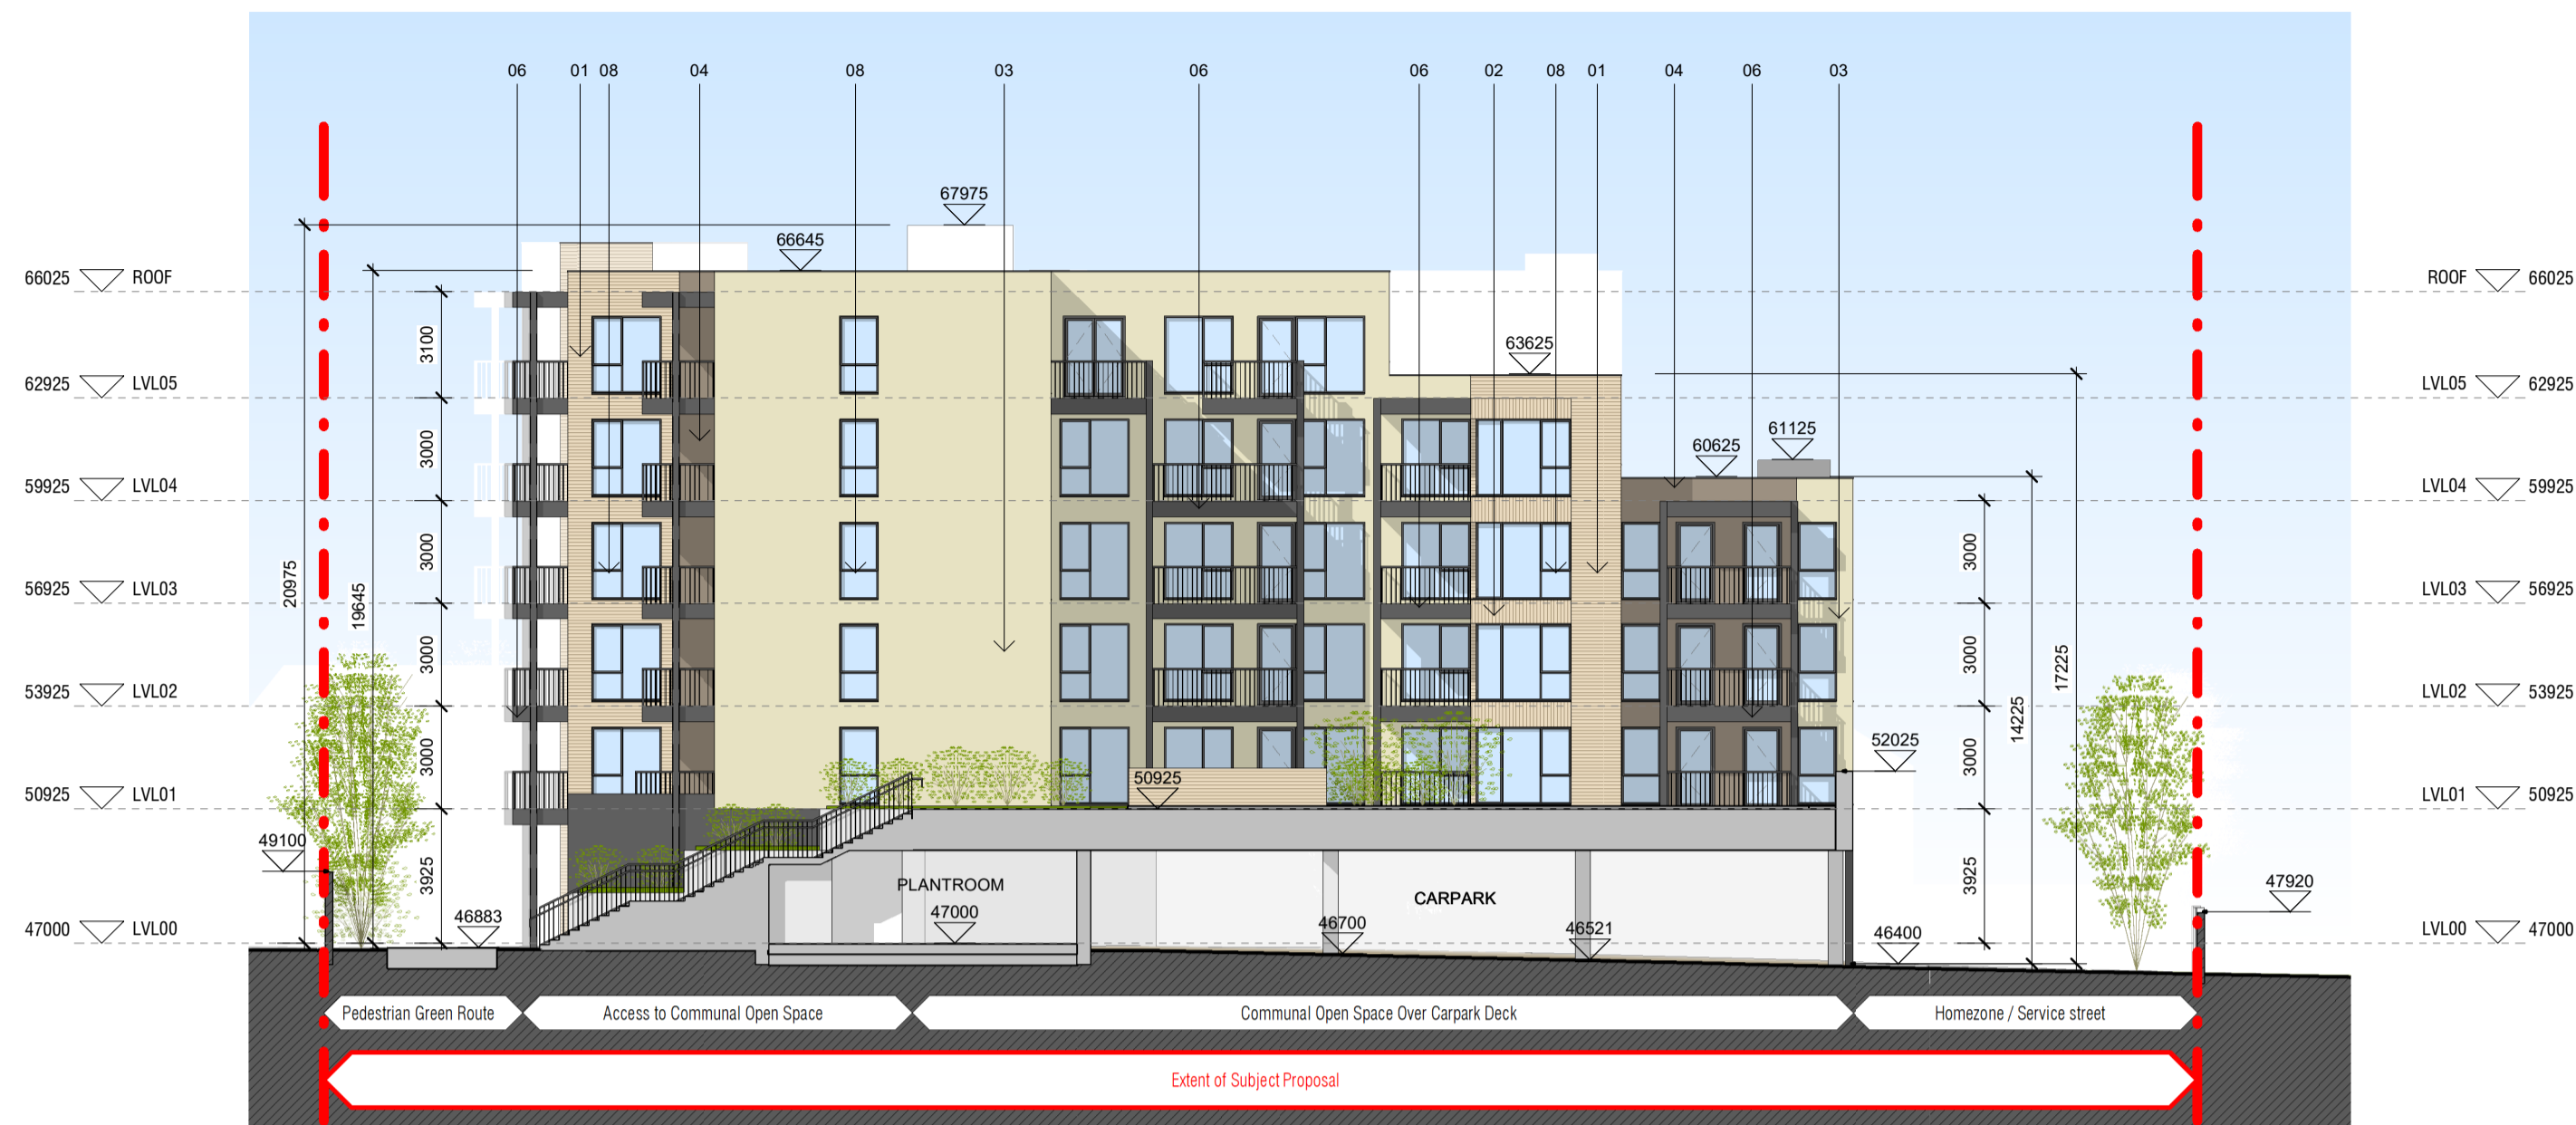 06 01 08 04 08 03 06 06 02 08 01 04 06 03
67975
66645
66025 ROOF
ROOF 66025
3100
63625
62925 LVL05
LVL05 62925
3000
60625
61125
59925 LVL04
LVL04 59925
3000
3000
20975
19645
56925 LVL03
LVL03 56925
3000
3000
17225
14225
53925 LVL02
LVL02 53925
3000
3000
52025
50925
50925 LVL01
LVL01 50925
49100
3925
3925
PLANTROOM
CARPARK
47920
47000 LVL00
46883
47000
46700
46521
46400
LVL00 47000
Pedestrian Green Route
Access to Communal Open Space
Communal Open Space Over Carpark Deck
Homezone / Service street
Extent of Subject Proposal